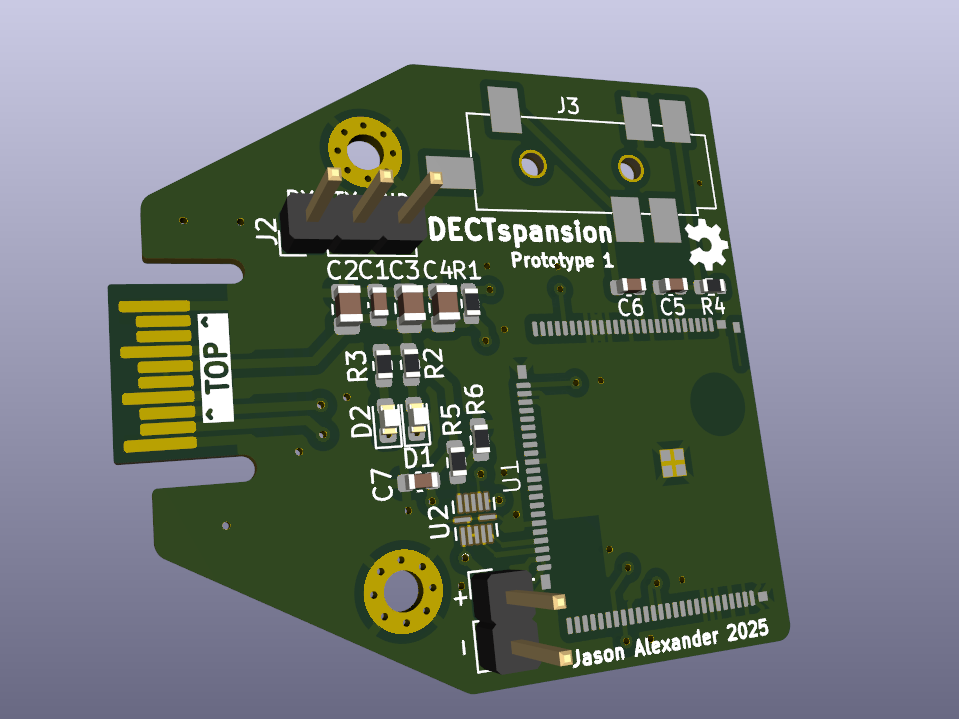 J3
J2
DECTspansion
Prototype 1
C2 C1 C3 C4 R1
C6 C5 R4
TOP
R3 R2
R6
D2 R5
D1
C7 U1
U2
+
-
Jason Alexander 2025